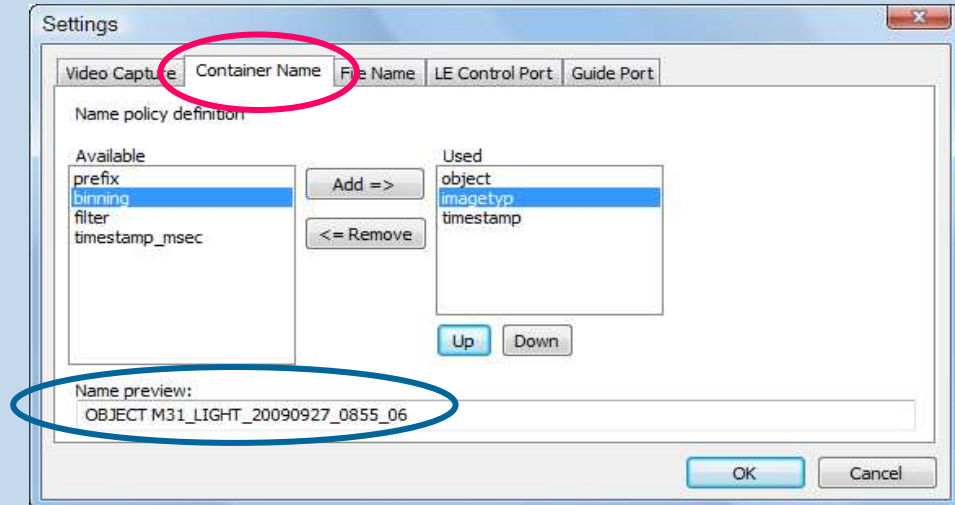 Settings
Video Capture Container Name File Name LE Control Port Guide Port
Name policy definition
Available
prefix
binning
filter
timestamp_msec
Add =>
<= Remove
Used
object
imagetyp
timestamp
Up Down
Name preview:
OBJECT M31_LIGHT_20090927_0855_06
OK Cancel